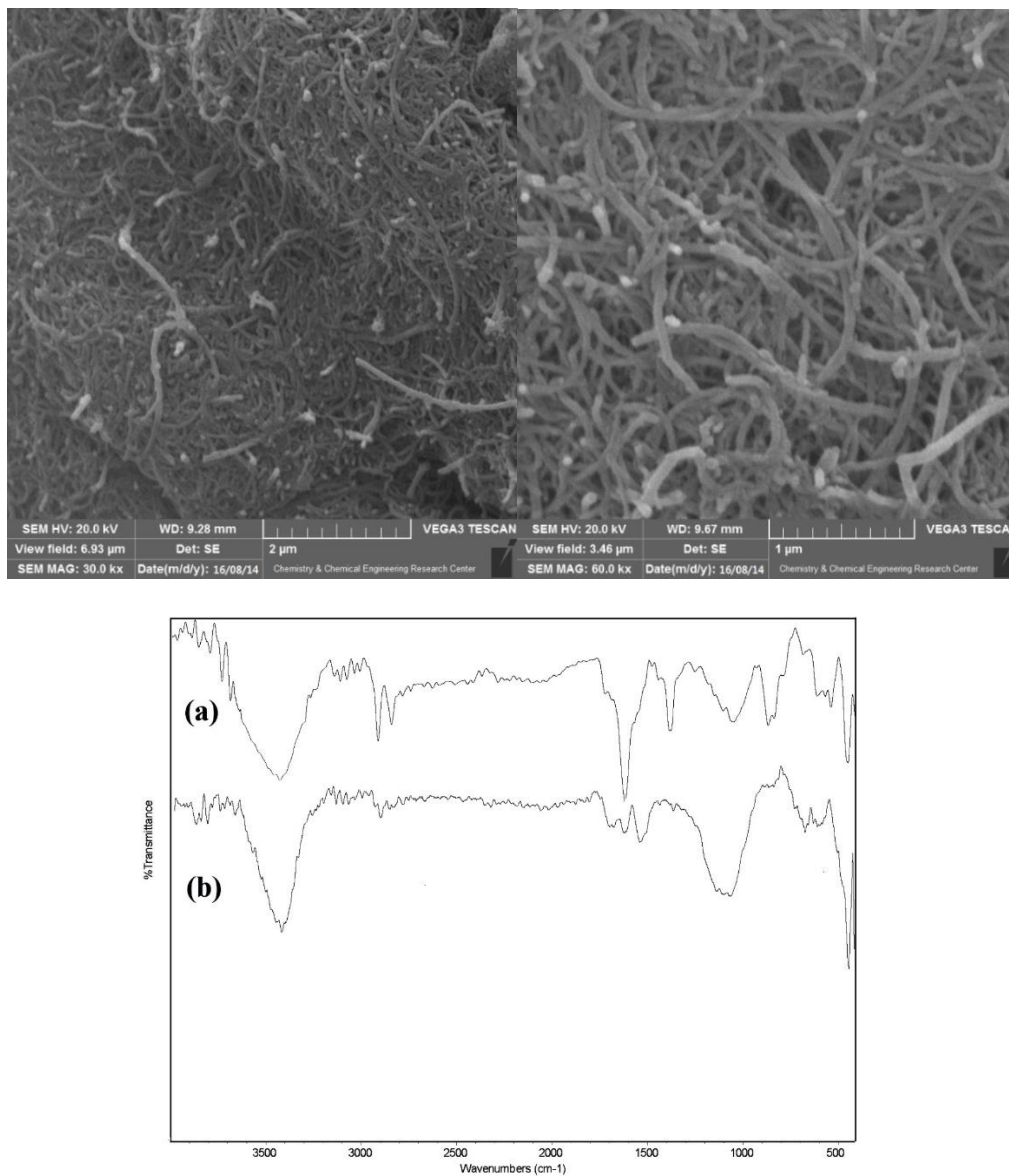 SEM HV: 20.0 kV WD: 9.28 mm VEGA3 TESCAN
View field: 6.93 µm Det: SE 2 µm
SEM MAG: 30.0 kx Date(m/d/y): 16/08/14 Chemistry & Chemical Engineering Research Center
SEM HV: 20.0 kV WD: 9.67 mm VEGA3 TESCAN
View field: 3.46 µm Det: SE 1 µm
SEM MAG: 60.0 kx Date(m/d/y): 16/08/14 Chemistry & Chemical Engineering Research Center
(a)
(b)
%Transmittance
3500 3000 2500 2000 1500 1000 500
Wavenumbers (cm-1)